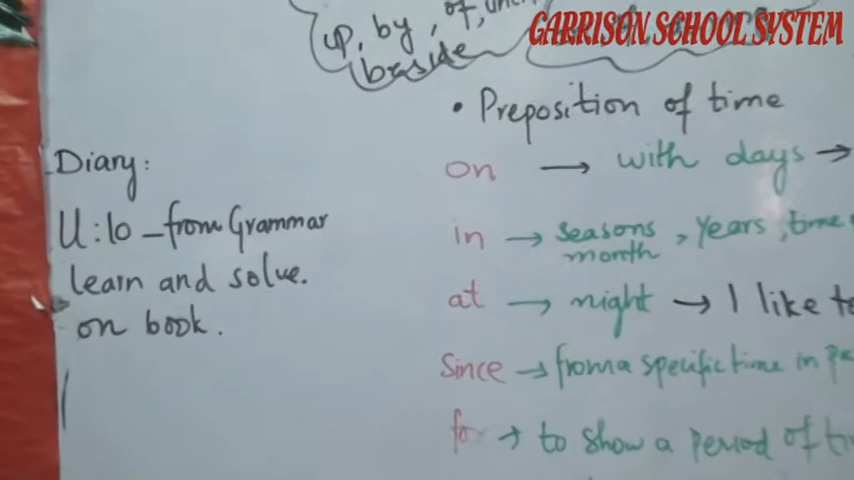 GARRISON SCHOOL SYSTEM
up, by, of,
beside
• Preposition of time
on → with days →
in → seasons, years, time
month
at → night → I like to
Since → from a specific time in
for → to show a period of
Diary:
U:10 – from Grammar
learn and solve.
on book.